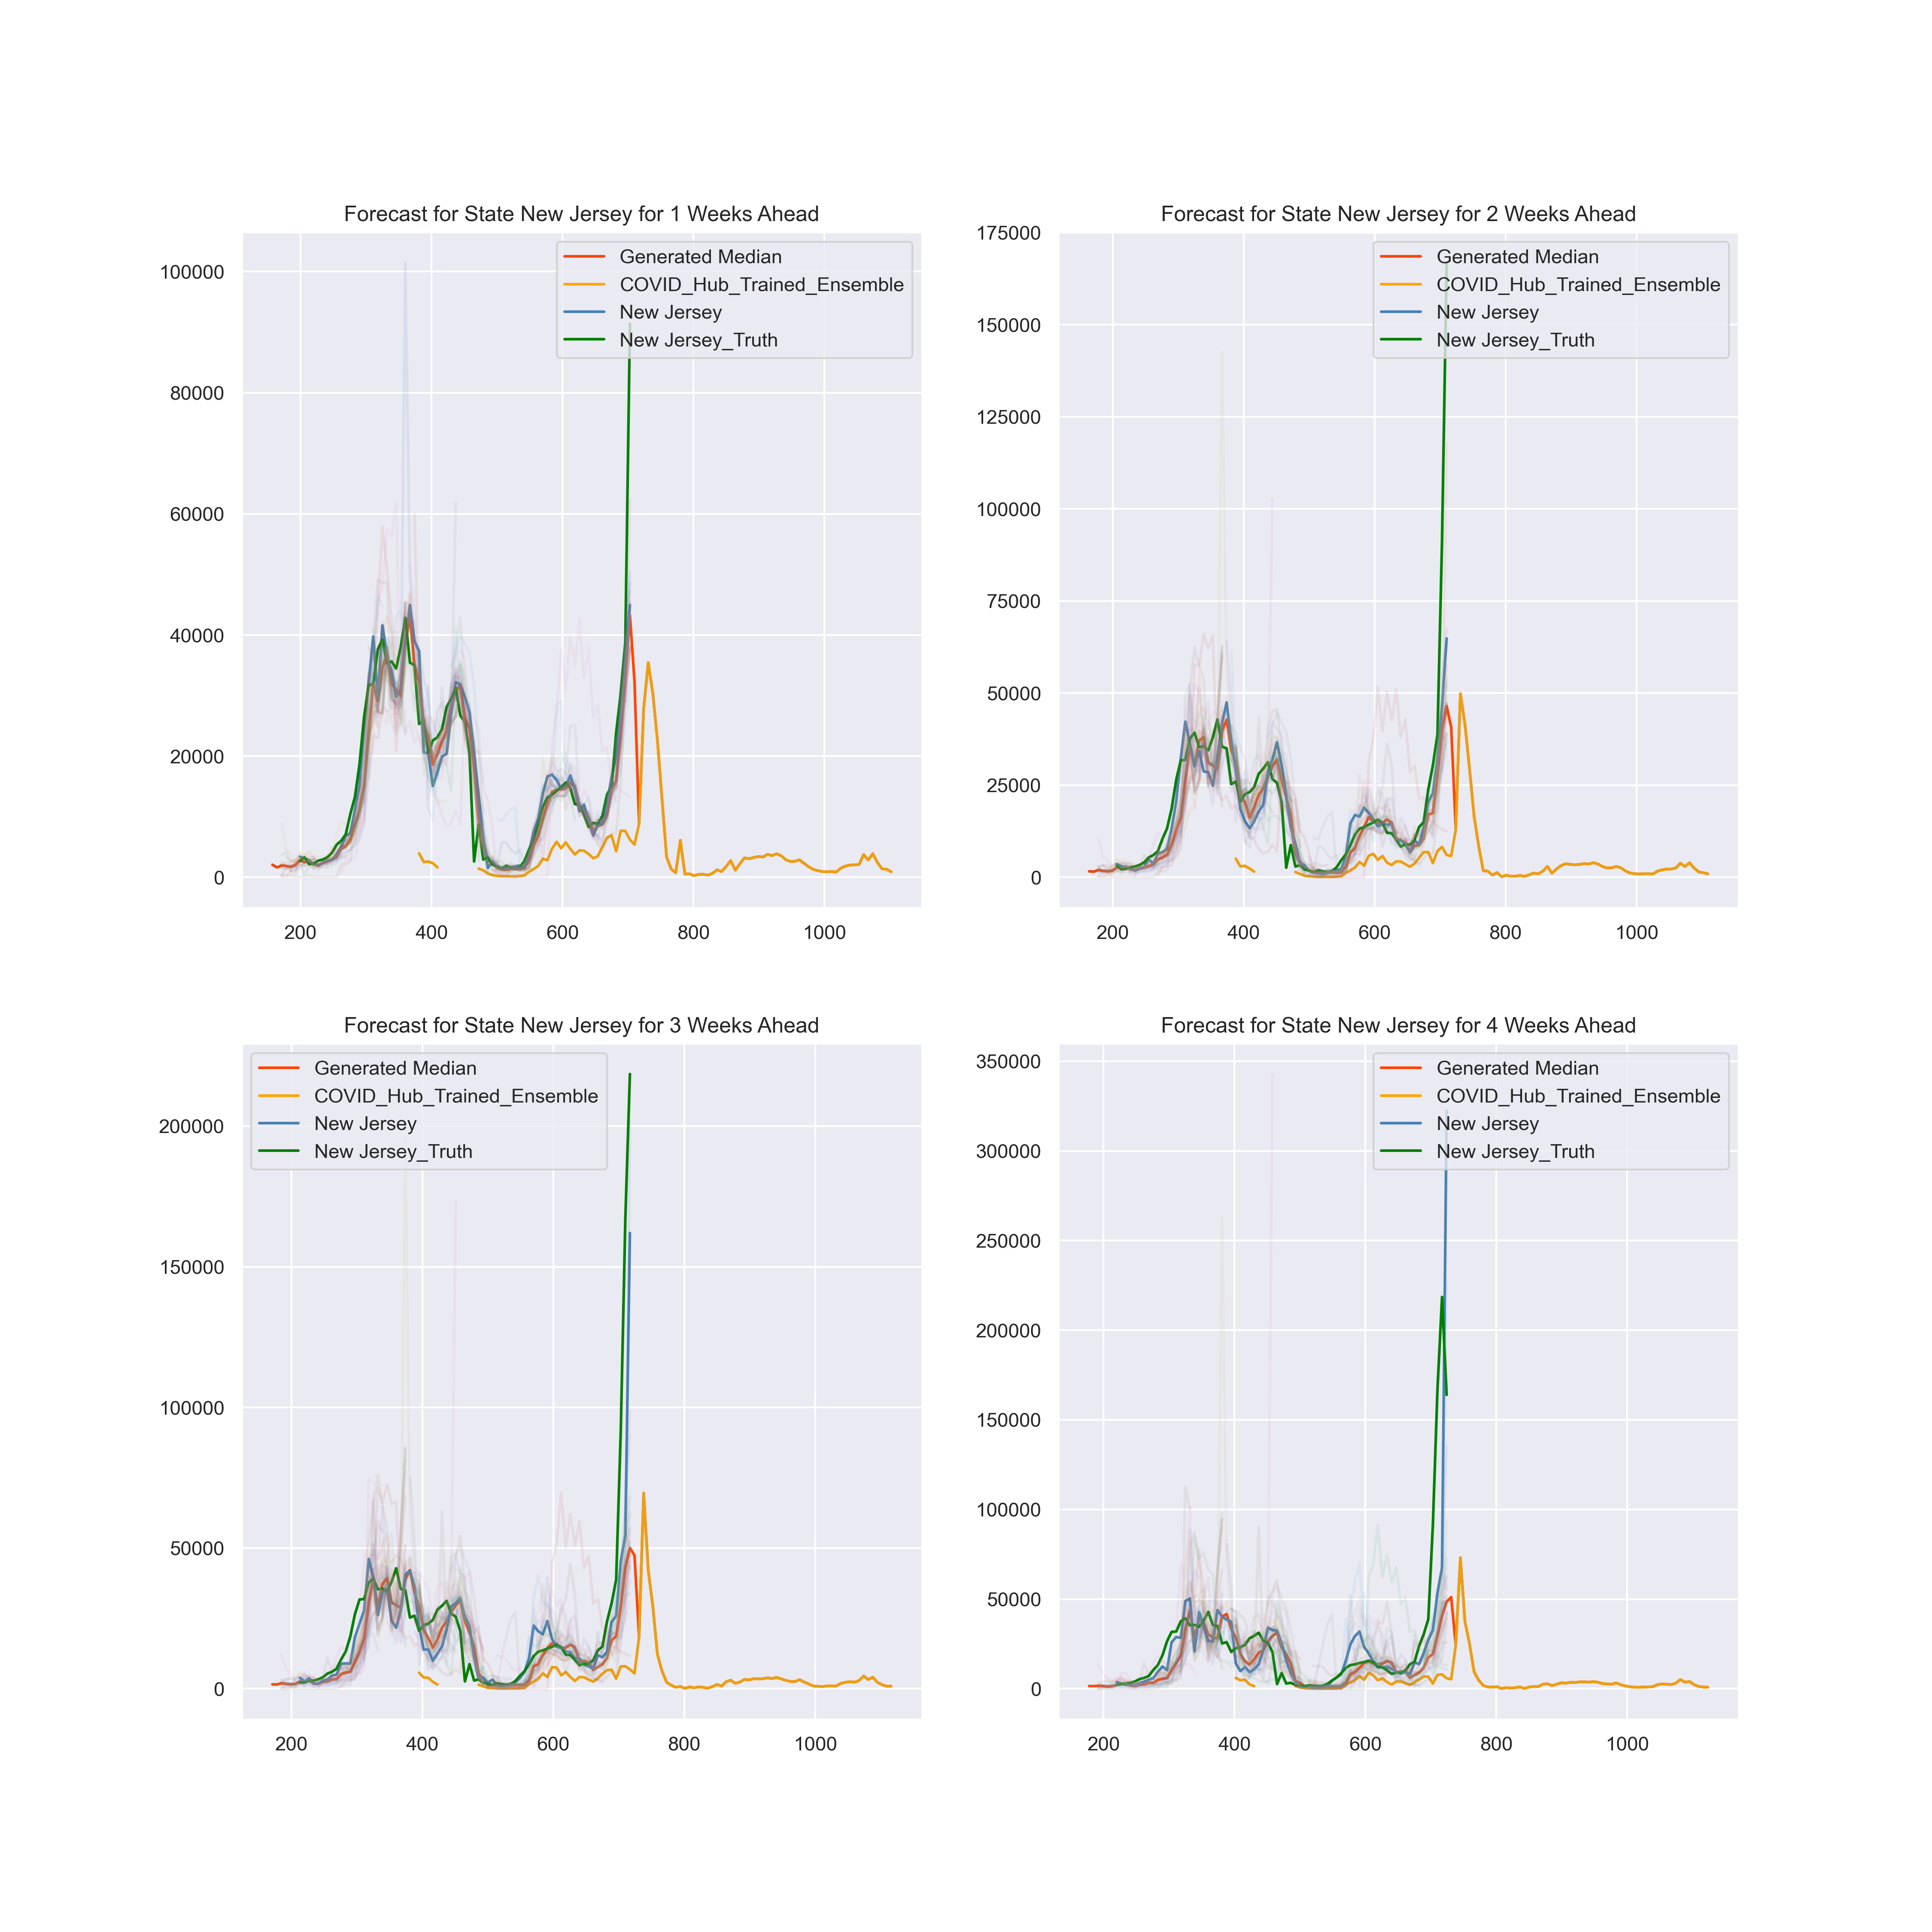 Forecast for State New Jersey for 1 Weeks Ahead
Generated Median
COVID_Hub_Trained_Ensemble
New Jersey
New Jersey_Truth
100000
80000
60000
40000
20000
0
200 400 600 800 1000
Forecast for State New Jersey for 2 Weeks Ahead
Generated Median
COVID_Hub_Trained_Ensemble
New Jersey
New Jersey_Truth
175000
150000
125000
100000
75000
50000
25000
0
200 400 600 800 1000
Forecast for State New Jersey for 3 Weeks Ahead
Generated Median
COVID_Hub_Trained_Ensemble
New Jersey
New Jersey_Truth
200000
150000
100000
50000
0
200 400 600 800 1000
Forecast for State New Jersey for 4 Weeks Ahead
Generated Median
COVID_Hub_Trained_Ensemble
New Jersey
New Jersey_Truth
350000
300000
250000
200000
150000
100000
50000
0
200 400 600 800 1000